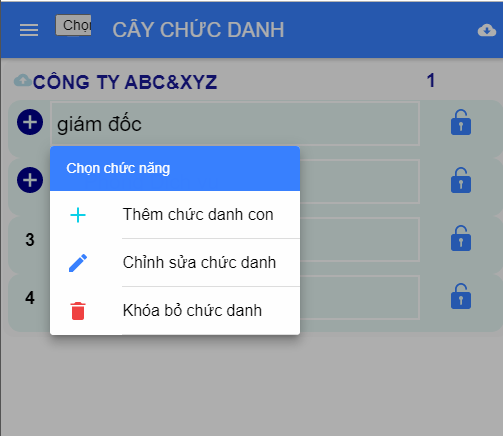 Chọn
CÂY CHỨC DANH
CÔNG TY ABC&XYZ 1
giám đốc
Chọn chức năng
Thêm chức danh con
3
Chỉnh sửa chức danh
4
Khóa bỏ chức danh